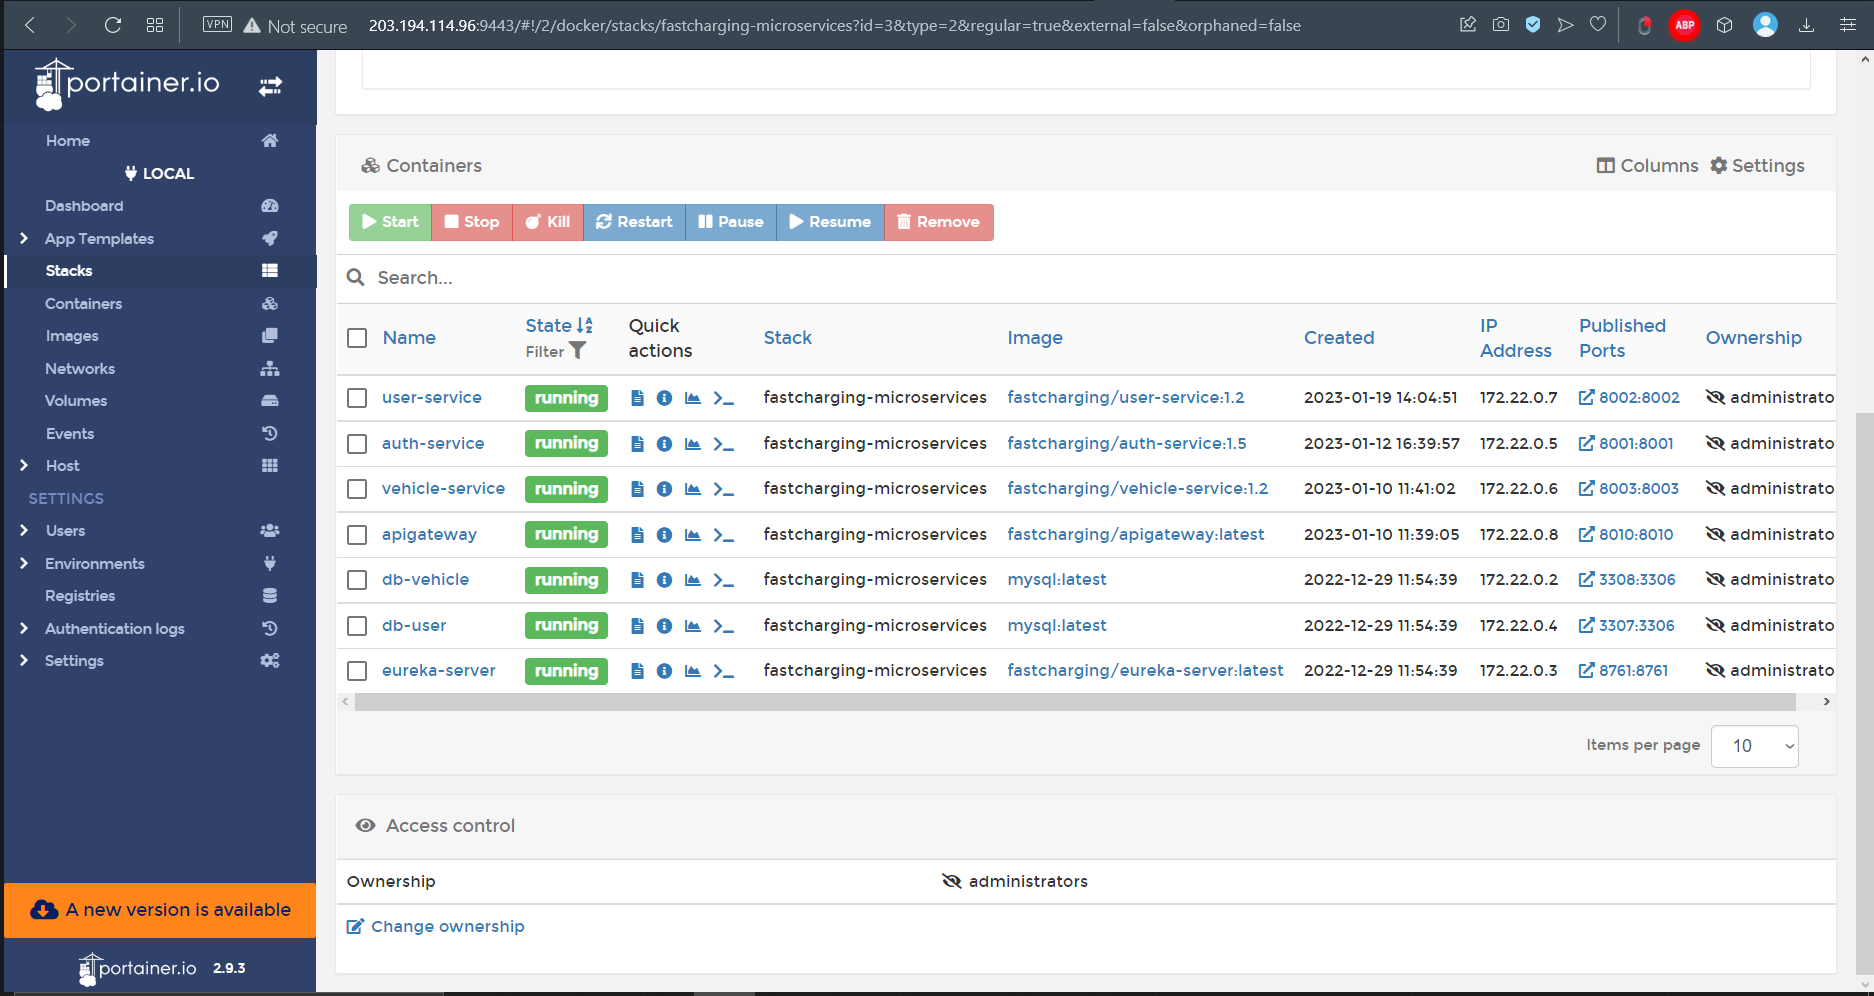 VPN Not secure 203.194.114.96:9443/#!/2/docker/stacks/fastcharging-microservices?id=3&type=2&regular=true&external=false&orphaned=false
ABP
portainer.io
Home
LOCAL
Dashboard
App Templates
Stacks
Containers
Images
Networks
Volumes
Events
Host
SETTINGS
Users
Environments
Registries
Authentication logs
Settings
A new version is available
portainer.io 2.9.3
Containers Columns Settings
Start Stop Kill Restart Pause Resume Remove
Search...
Name State Filter Quick actions Stack Image Created IP Address Published Ports Ownership
user-service running fastcharging-microservices fastcharging/user-service:1.2 2023-01-19 14:04:51 172.22.0.7 8002:8002 administrato
auth-service running fastcharging-microservices fastcharging/auth-service:1.5 2023-01-12 16:39:57 172.22.0.5 8001:8001 administrato
vehicle-service running fastcharging-microservices fastcharging/vehicle-service:1.2 2023-01-10 11:41:02 172.22.0.6 8003:8003 administrato
apigateway running fastcharging-microservices fastcharging/apigateway:latest 2023-01-10 11:39:05 172.22.0.8 8010:8010 administrato
db-vehicle running fastcharging-microservices mysql:latest 2022-12-29 11:54:39 172.22.0.2 3308:3306 administrato
db-user running fastcharging-microservices mysql:latest 2022-12-29 11:54:39 172.22.0.4 3307:3306 administrato
eureka-server running fastcharging-microservices fastcharging/eureka-server:latest 2022-12-29 11:54:39 172.22.0.3 8761:8761 administrato
Items per page 10
Access control
Ownership administrators
Change ownership